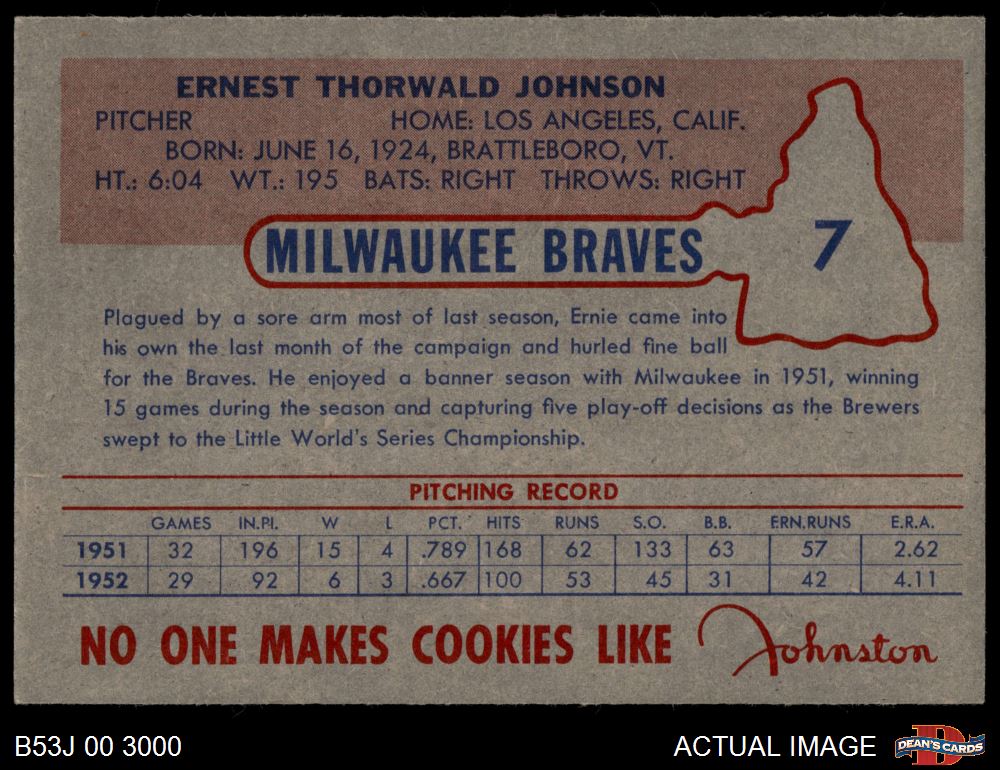 ERNEST THORWALD JOHNSON
PITCHER HOME: LOS ANGELES, CALIF.
BORN: JUNE 16, 1924, BRATTLEBORO, VT.
HT.: 6:04 WT.: 195 BATS: RIGHT THROWS: RIGHT
MILWAUKEE BRAVES 7
Plagued by a sore arm most of last season, Ernie came into
his own the last month of the campaign and hurled fine ball
for the Braves. He enjoyed a banner season with Milwaukee in 1951, winning
15 games during the season and capturing five play-off decisions as the Brewers
swept to the Little World's Series Championship.
PITCHING RECORD
GAMES IN.PI. W L PCT. HITS RUNS S.O. B.B. ERN.RUNS E.R.A.
1951 32 196 15 4 .789 168 62 133 63 57 2.62
1952 29 92 6 3 .667 100 53 45 31 42 4.11
NO ONE MAKES COOKIES LIKE Johnston
B53J 00 3000 ACTUAL IMAGE DEAN'S CARDS